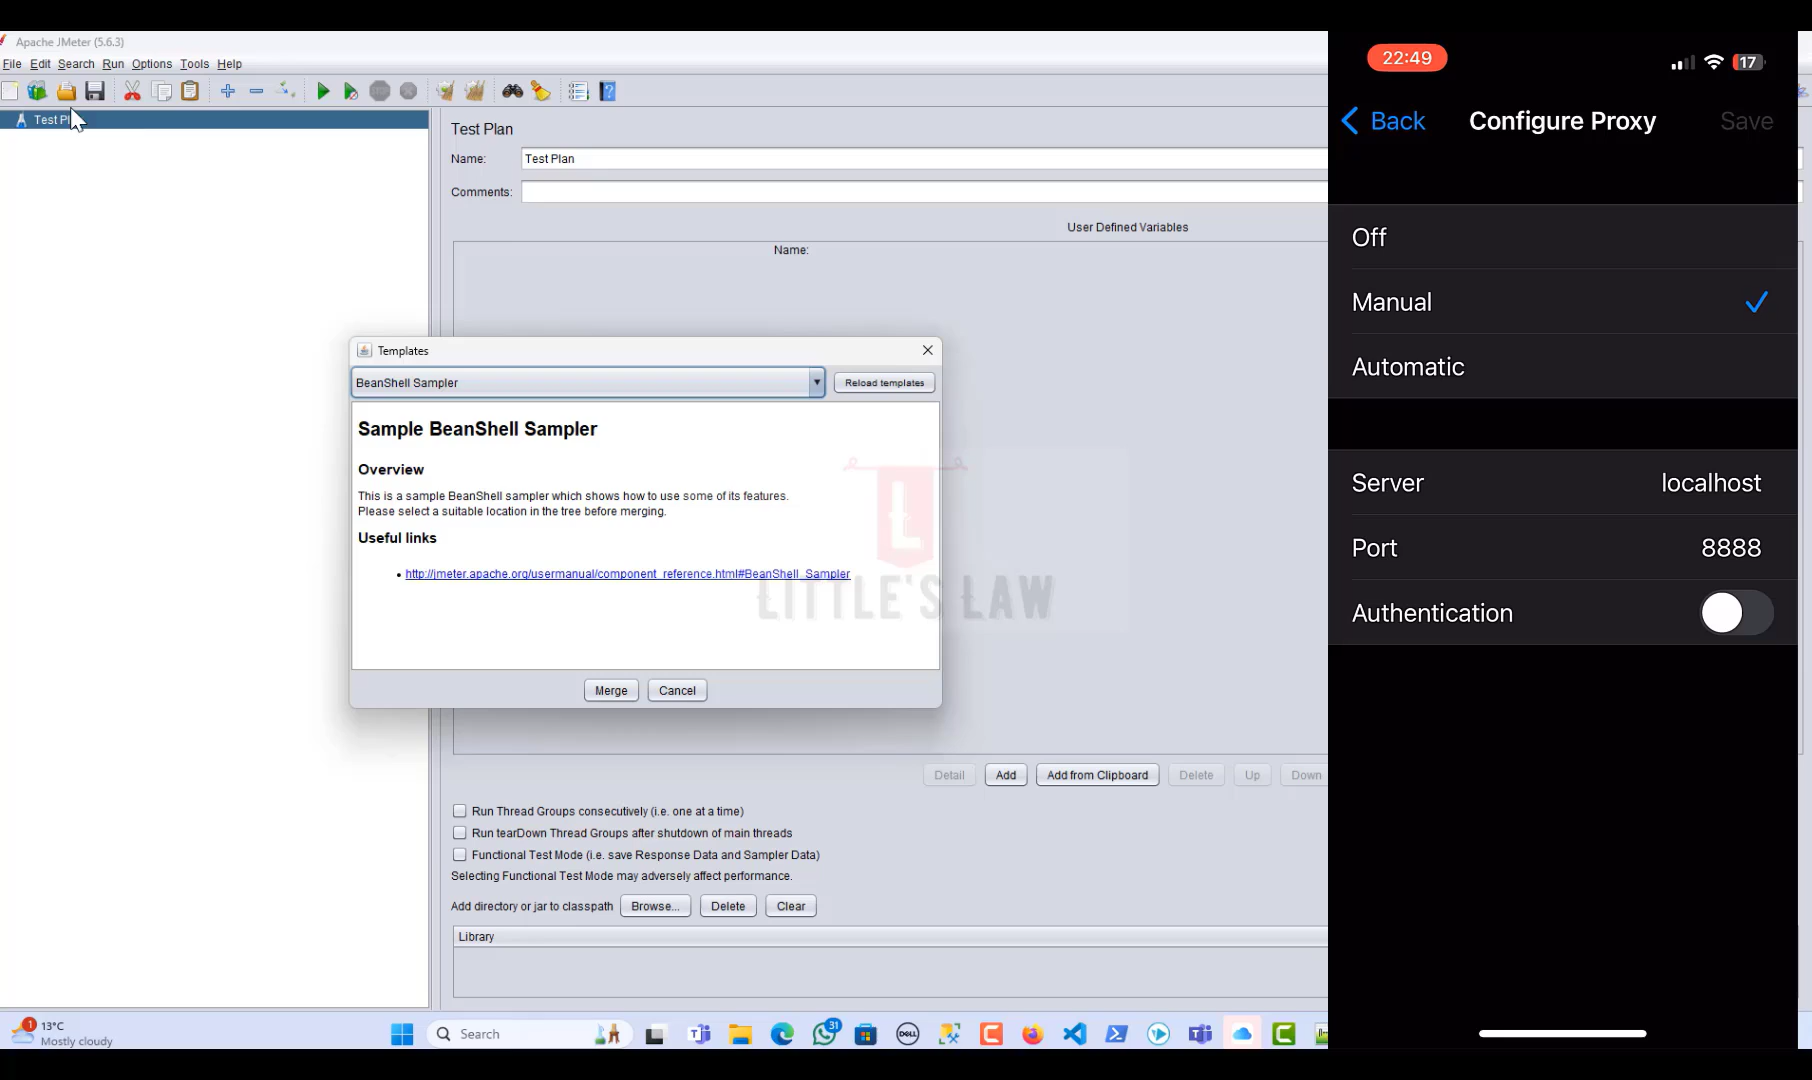 Apache JMeter (5.6.3)
File Edit Search Run Options Tools Help
Test Pl
Test Plan
Name: Test Plan
Comments:
User Defined Variables
Name:
Templates
BeanShell Sampler
Reload templates
Sample BeanShell Sampler
Overview
This is a sample BeanShell sampler which shows how to use some of its features.
Please select a suitable location in the tree before merging.
Useful links
http://jmeter.apache.org/usermanual/component_reference.html#BeanShell_Sampler
L
LITTLE'S LAW
Merge Cancel
Detail Add Add from Clipboard Delete Up Down
Run Thread Groups consecutively (i.e. one at a time)
Run tearDown Thread Groups after shutdown of main threads
Functional Test Mode (i.e. save Response Data and Sampler Data)
Selecting Functional Test Mode may adversely affect performance.
Add directory or jar to classpath Browse... Delete Clear
Library
1
13°C
Mostly cloudy
Search
31
DELL
22:49
17
Back Configure Proxy Save
Off
Manual
Automatic
Server localhost
Port 8888
Authentication